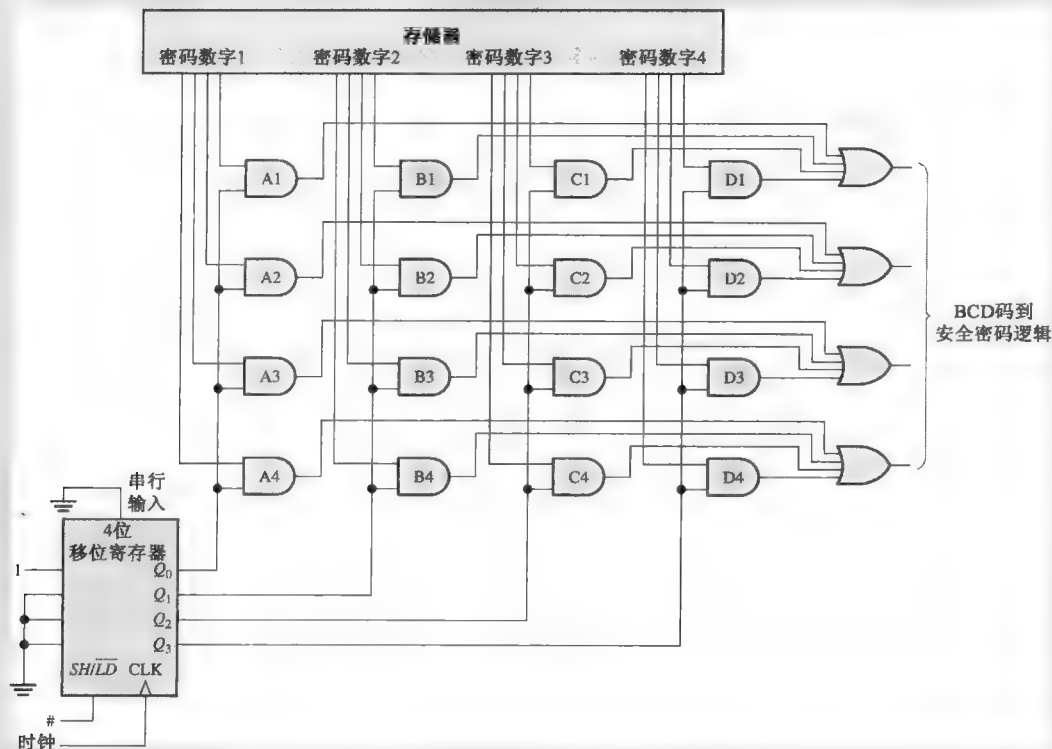 存储器
密码数字1 密码数字2 密码数字3 密码数字4
A1 B1 C1 D1
A2 B2 C2 D2
BCD码到
安全密码逻辑
A3 B3 C3 D3
A4 B4 C4 D4
串行
输入
4位
移位寄存器
1
Q₀
Q₁
Q₂
Q₃
SH/L̅D̅ CLK
#
时钟